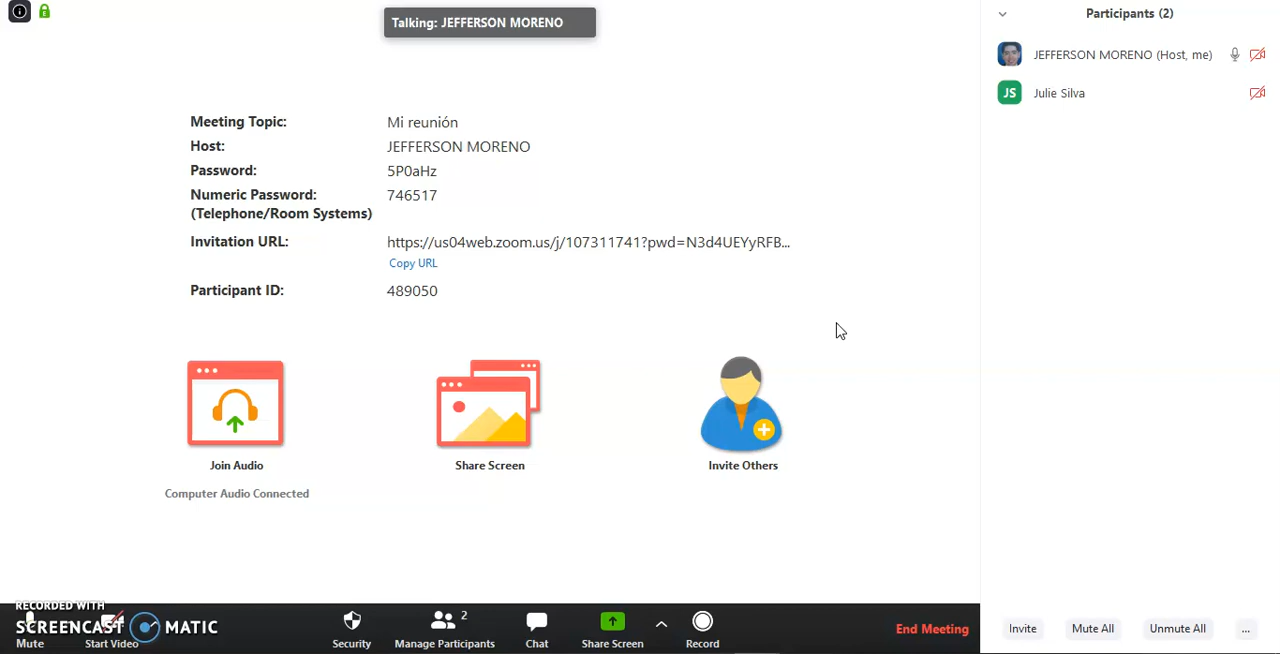 Talking: JEFFERSON MORENO
Meeting Topic: Mi reunión
Host: JEFFERSON MORENO
Password: 5P0aHz
Numeric Password: 746517
(Telephone/Room Systems)
Invitation URL: https://us04web.zoom.us/j/107311741?pwd=N3d4UEYyRFB...
Copy URL
Participant ID: 489050
Join Audio
Computer Audio Connected
Share Screen
Invite Others
Participants (2)
JEFFERSON MORENO (Host, me)
JS Julie Silva
RECORDED WITH
SCREENCAST MATIC
Mute
Start Video
Security
Manage Participants 2
Chat
Share Screen
Record
End Meeting
Invite
Mute All
Unmute All
...